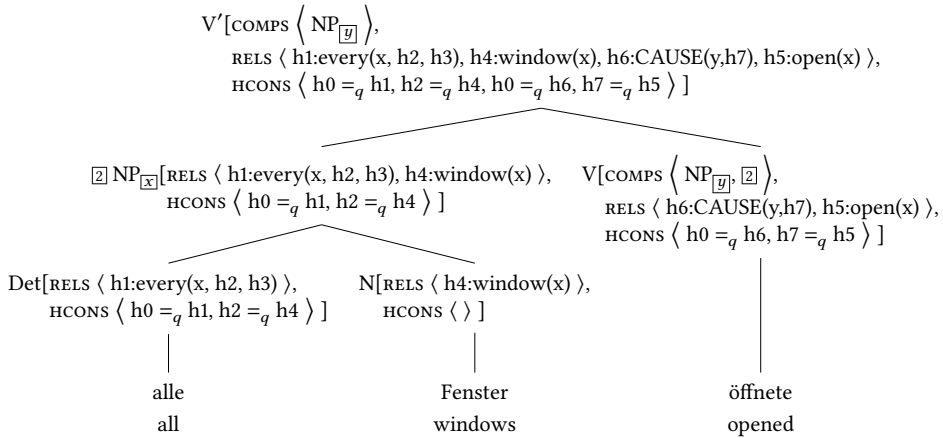 V′[COMPS ⟨ NP[y] ⟩,
RELS ⟨ h1:every(x, h2, h3), h4:window(x), h6:CAUSE(y,h7), h5:open(x) ⟩,
HCONS ⟨ h0 =q h1, h2 =q h4, h0 =q h6, h7 =q h5 ⟩ ]
[2] NP[x][RELS ⟨ h1:every(x, h2, h3), h4:window(x) ⟩,
HCONS ⟨ h0 =q h1, h2 =q h4 ⟩ ]
V[COMPS ⟨ NP[y], [2] ⟩,
RELS ⟨ h6:CAUSE(y,h7), h5:open(x) ⟩,
HCONS ⟨ h0 =q h6, h7 =q h5 ⟩ ]
Det[RELS ⟨ h1:every(x, h2, h3) ⟩,
HCONS ⟨ h0 =q h1, h2 =q h4 ⟩ ]
N[RELS ⟨ h4:window(x) ⟩,
HCONS ⟨ ⟩ ]
alle Fenster öffnete
all windows opened